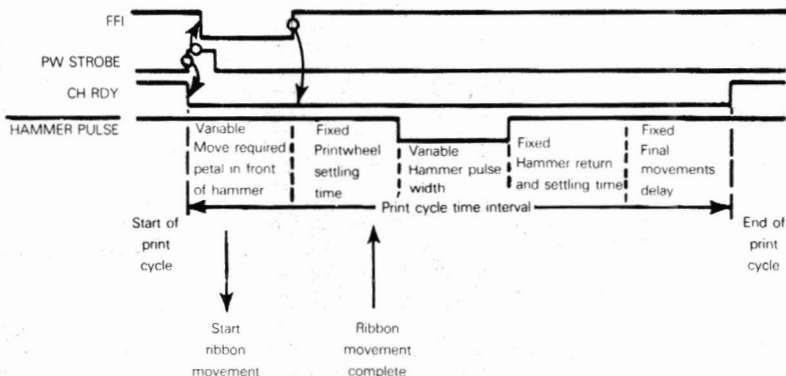 FFI
PW STROBE
CH RDY
HAMMER PULSE
Variable
Move required
petal in front
of hammer
Fixed
Printwheel
settling
time
Variable
Hammer pulse
width
Fixed
Hammer return
and settling time
Fixed
Final
movements
delay
Print cycle time interval
Start of
print
cycle
End of
print
cycle
Start
ribbon
movement
Ribbon
movement
complete